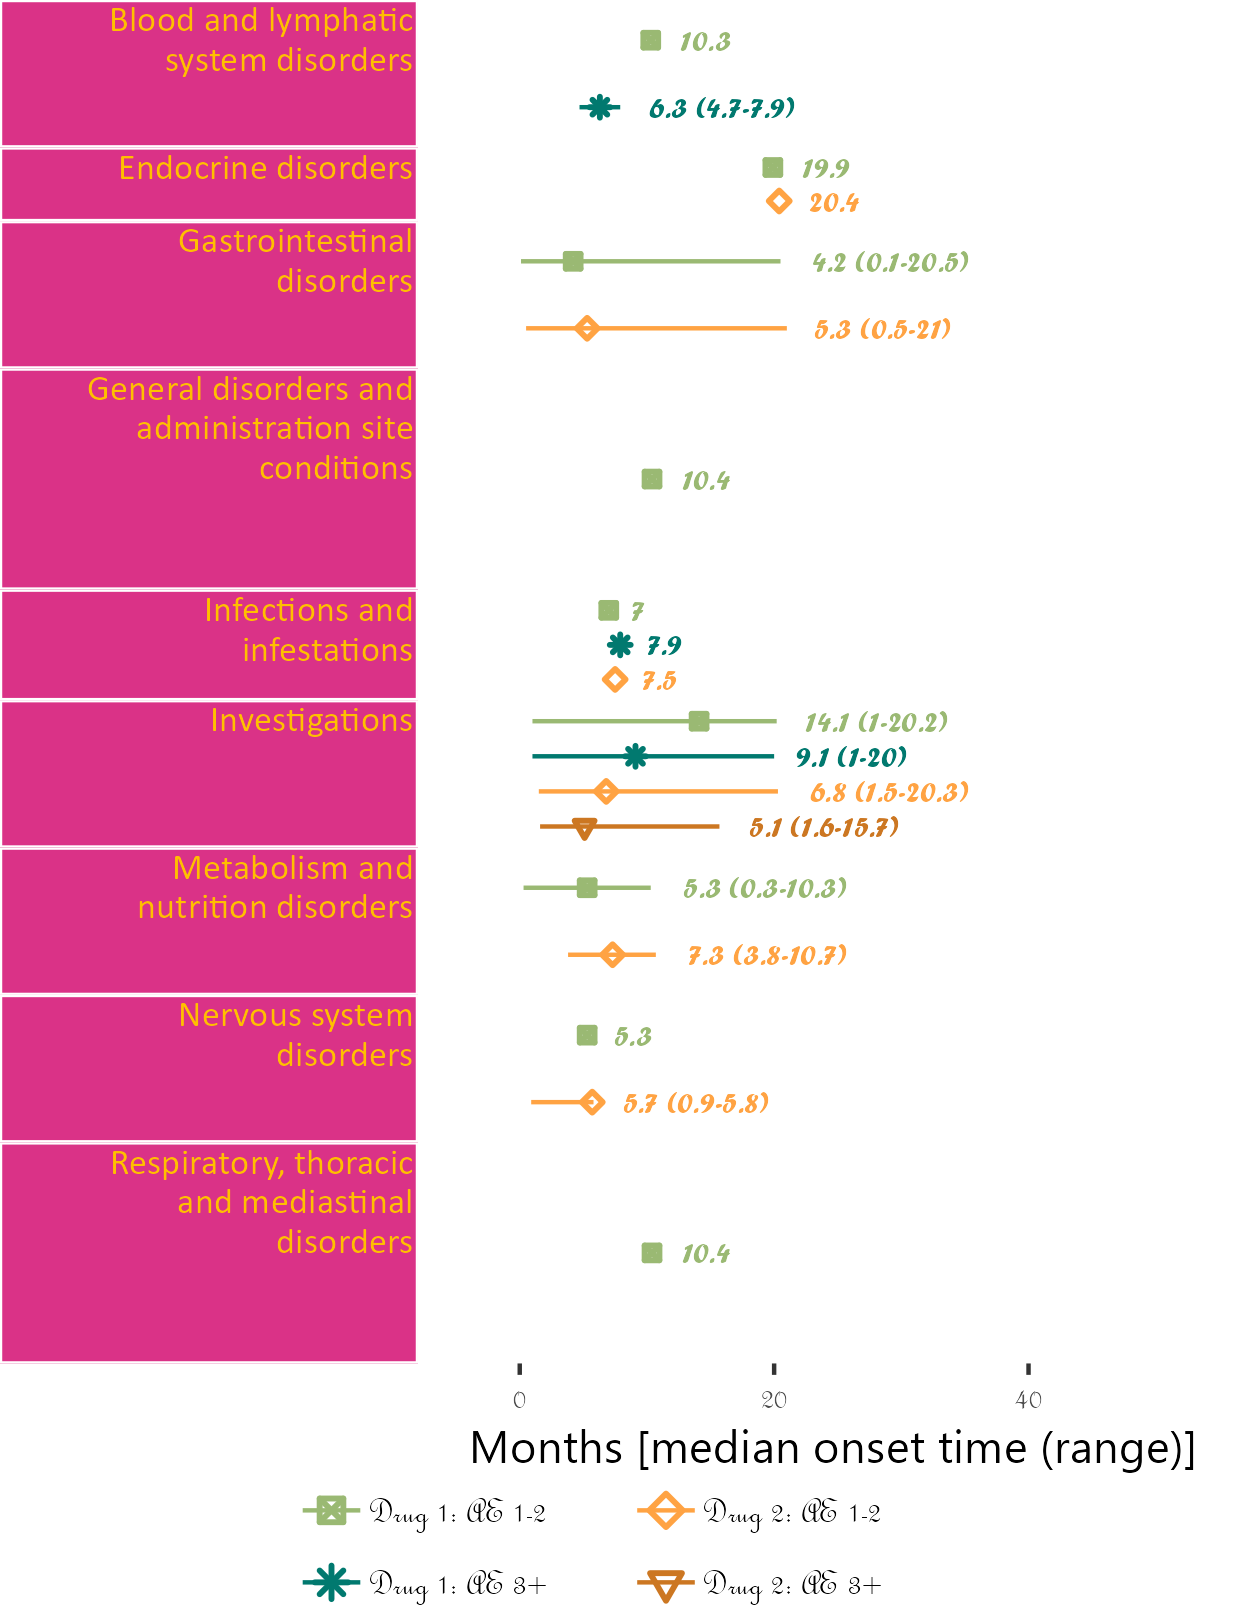 Blood and lymphatic
system disorders
10.3
6.3 (4.7-7.9)
Endocrine disorders
19.9
20.4
Gastrointestinal
disorders
4.2 (0.1-20.5)
5.3 (0.5-21)
General disorders and
administration site
conditions
10.4
Infections and
infestations
7
7.9
7.5
Investigations
14.1 (1-20.2)
9.1 (1-20)
6.8 (1.5-20.3)
5.1 (1.6-15.7)
Metabolism and
nutrition disorders
5.3 (0.3-10.3)
7.3 (3.8-10.7)
Nervous system
disorders
5.3
5.7 (0.9-5.8)
Respiratory, thoracic
and mediastinal
disorders
10.4
0 20 40
Months [median onset time (range)]
Drug 1: AE 1-2 Drug 2: AE 1-2
Drug 1: AE 3+ Drug 2: AE 3+